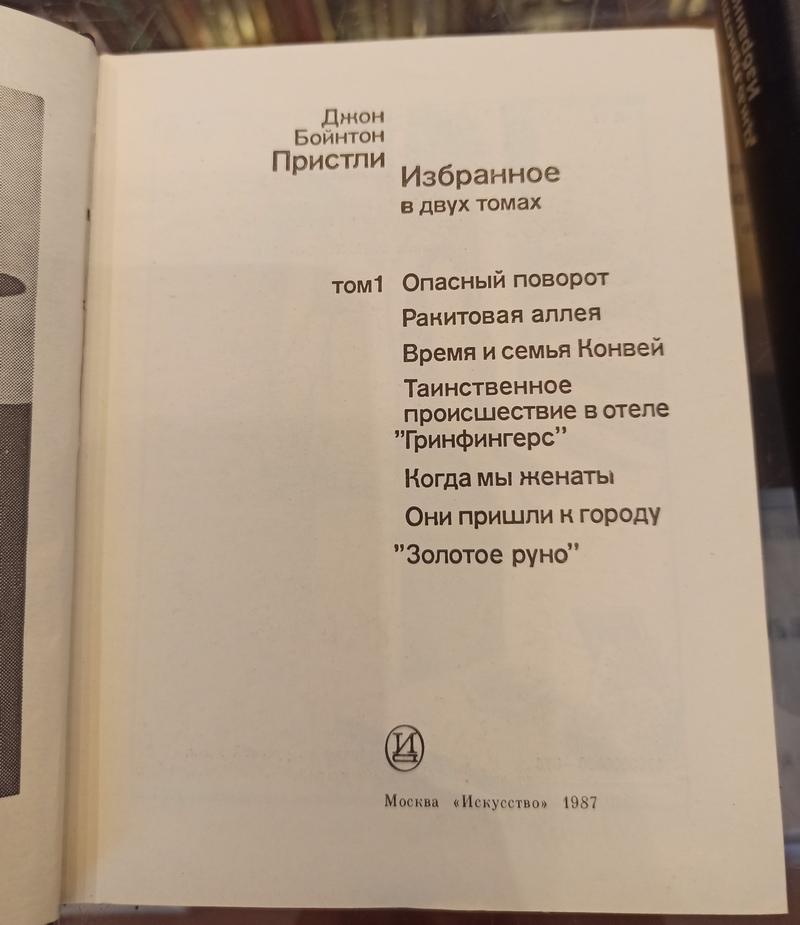 Джон
Бойнтон
Пристли
Избранное
в двух томах
том1 Опасный поворот
Ракитовая аллея
Время и семья Конвей
Таинственное
происшествие в отеле
"Гринфингерс"
Когда мы женаты
Они пришли к городу
"Золотое руно"
И
Москва «Искусство» 1987